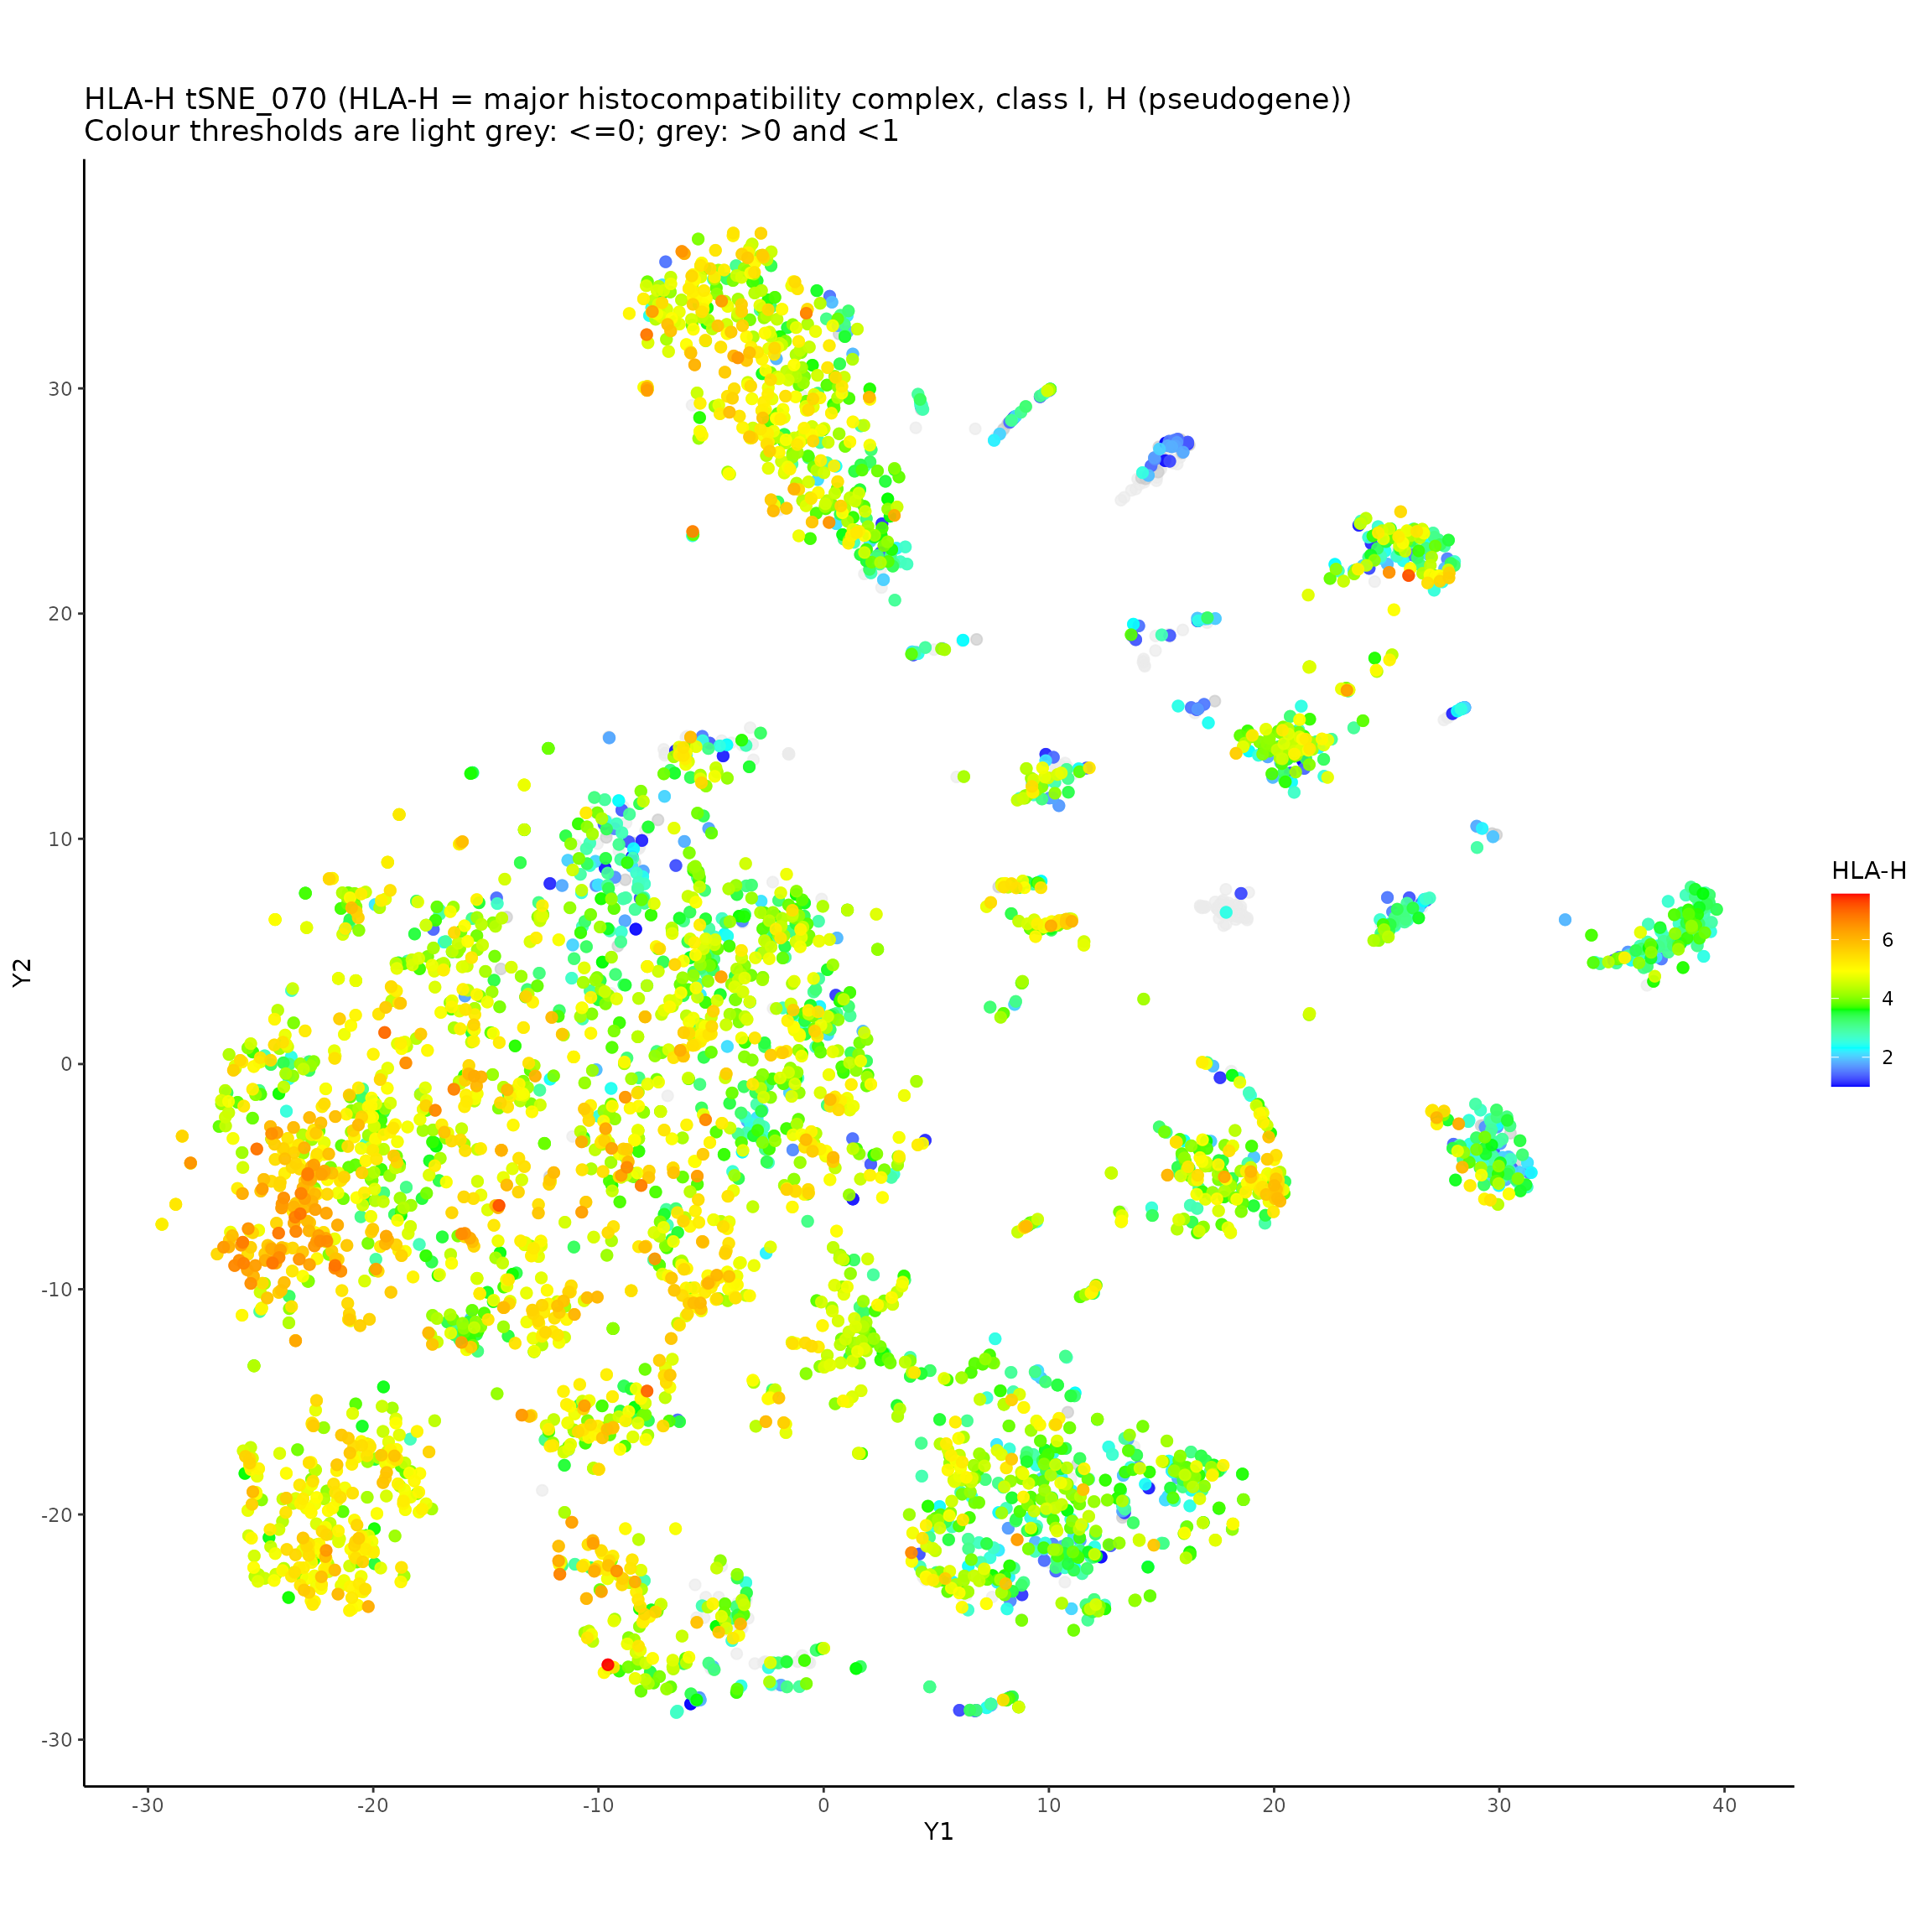 HLA-H tSNE_070 (HLA-H = major histocompatibility complex, class I, H (pseudogene))
Colour thresholds are light grey: <=0; grey: >0 and <1
30
20
10
0
-10
-20
-30
Y2
-30 -20 -10 0 10 20 30 40
Y1
HLA-H
6
4
2